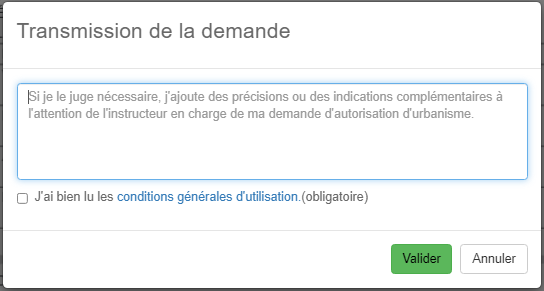 Transmission de la demande
Si je le juge nécessaire, j'ajoute des précisions ou des indications complémentaires à
l'attention de l'instructeur en charge de ma demande d'autorisation d'urbanisme.
J'ai bien lu les conditions générales d'utilisation.(obligatoire)
Valider Annuler